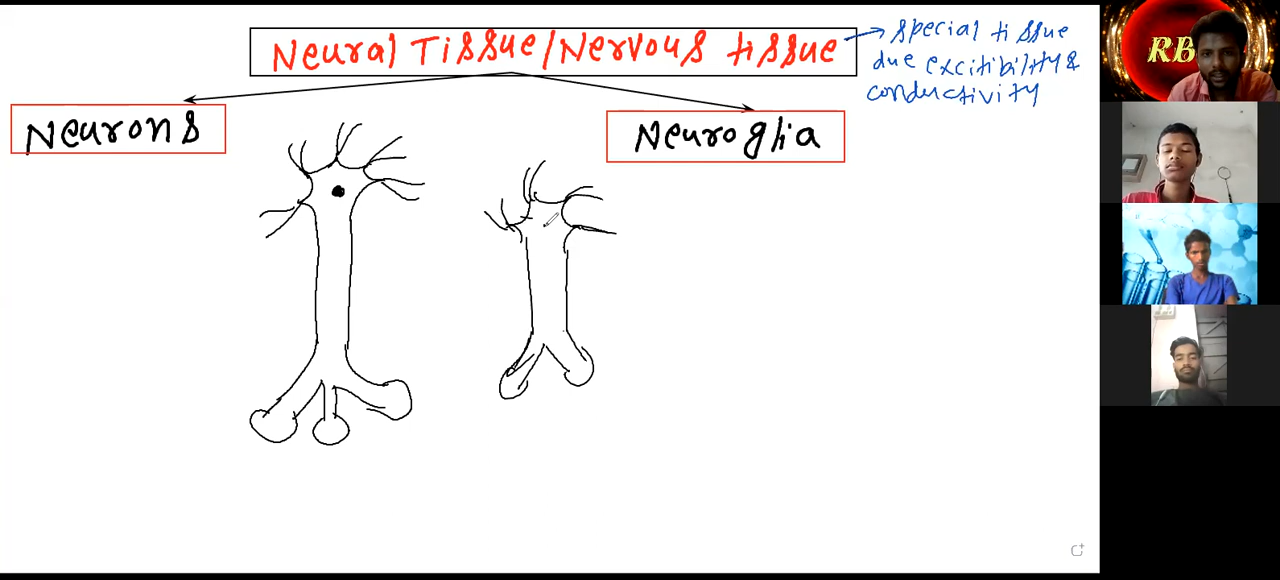 Neural Tissue/Nervous tissue
special tissue
due excitibility &
conductivity
Neurons
Neuroglia
RB